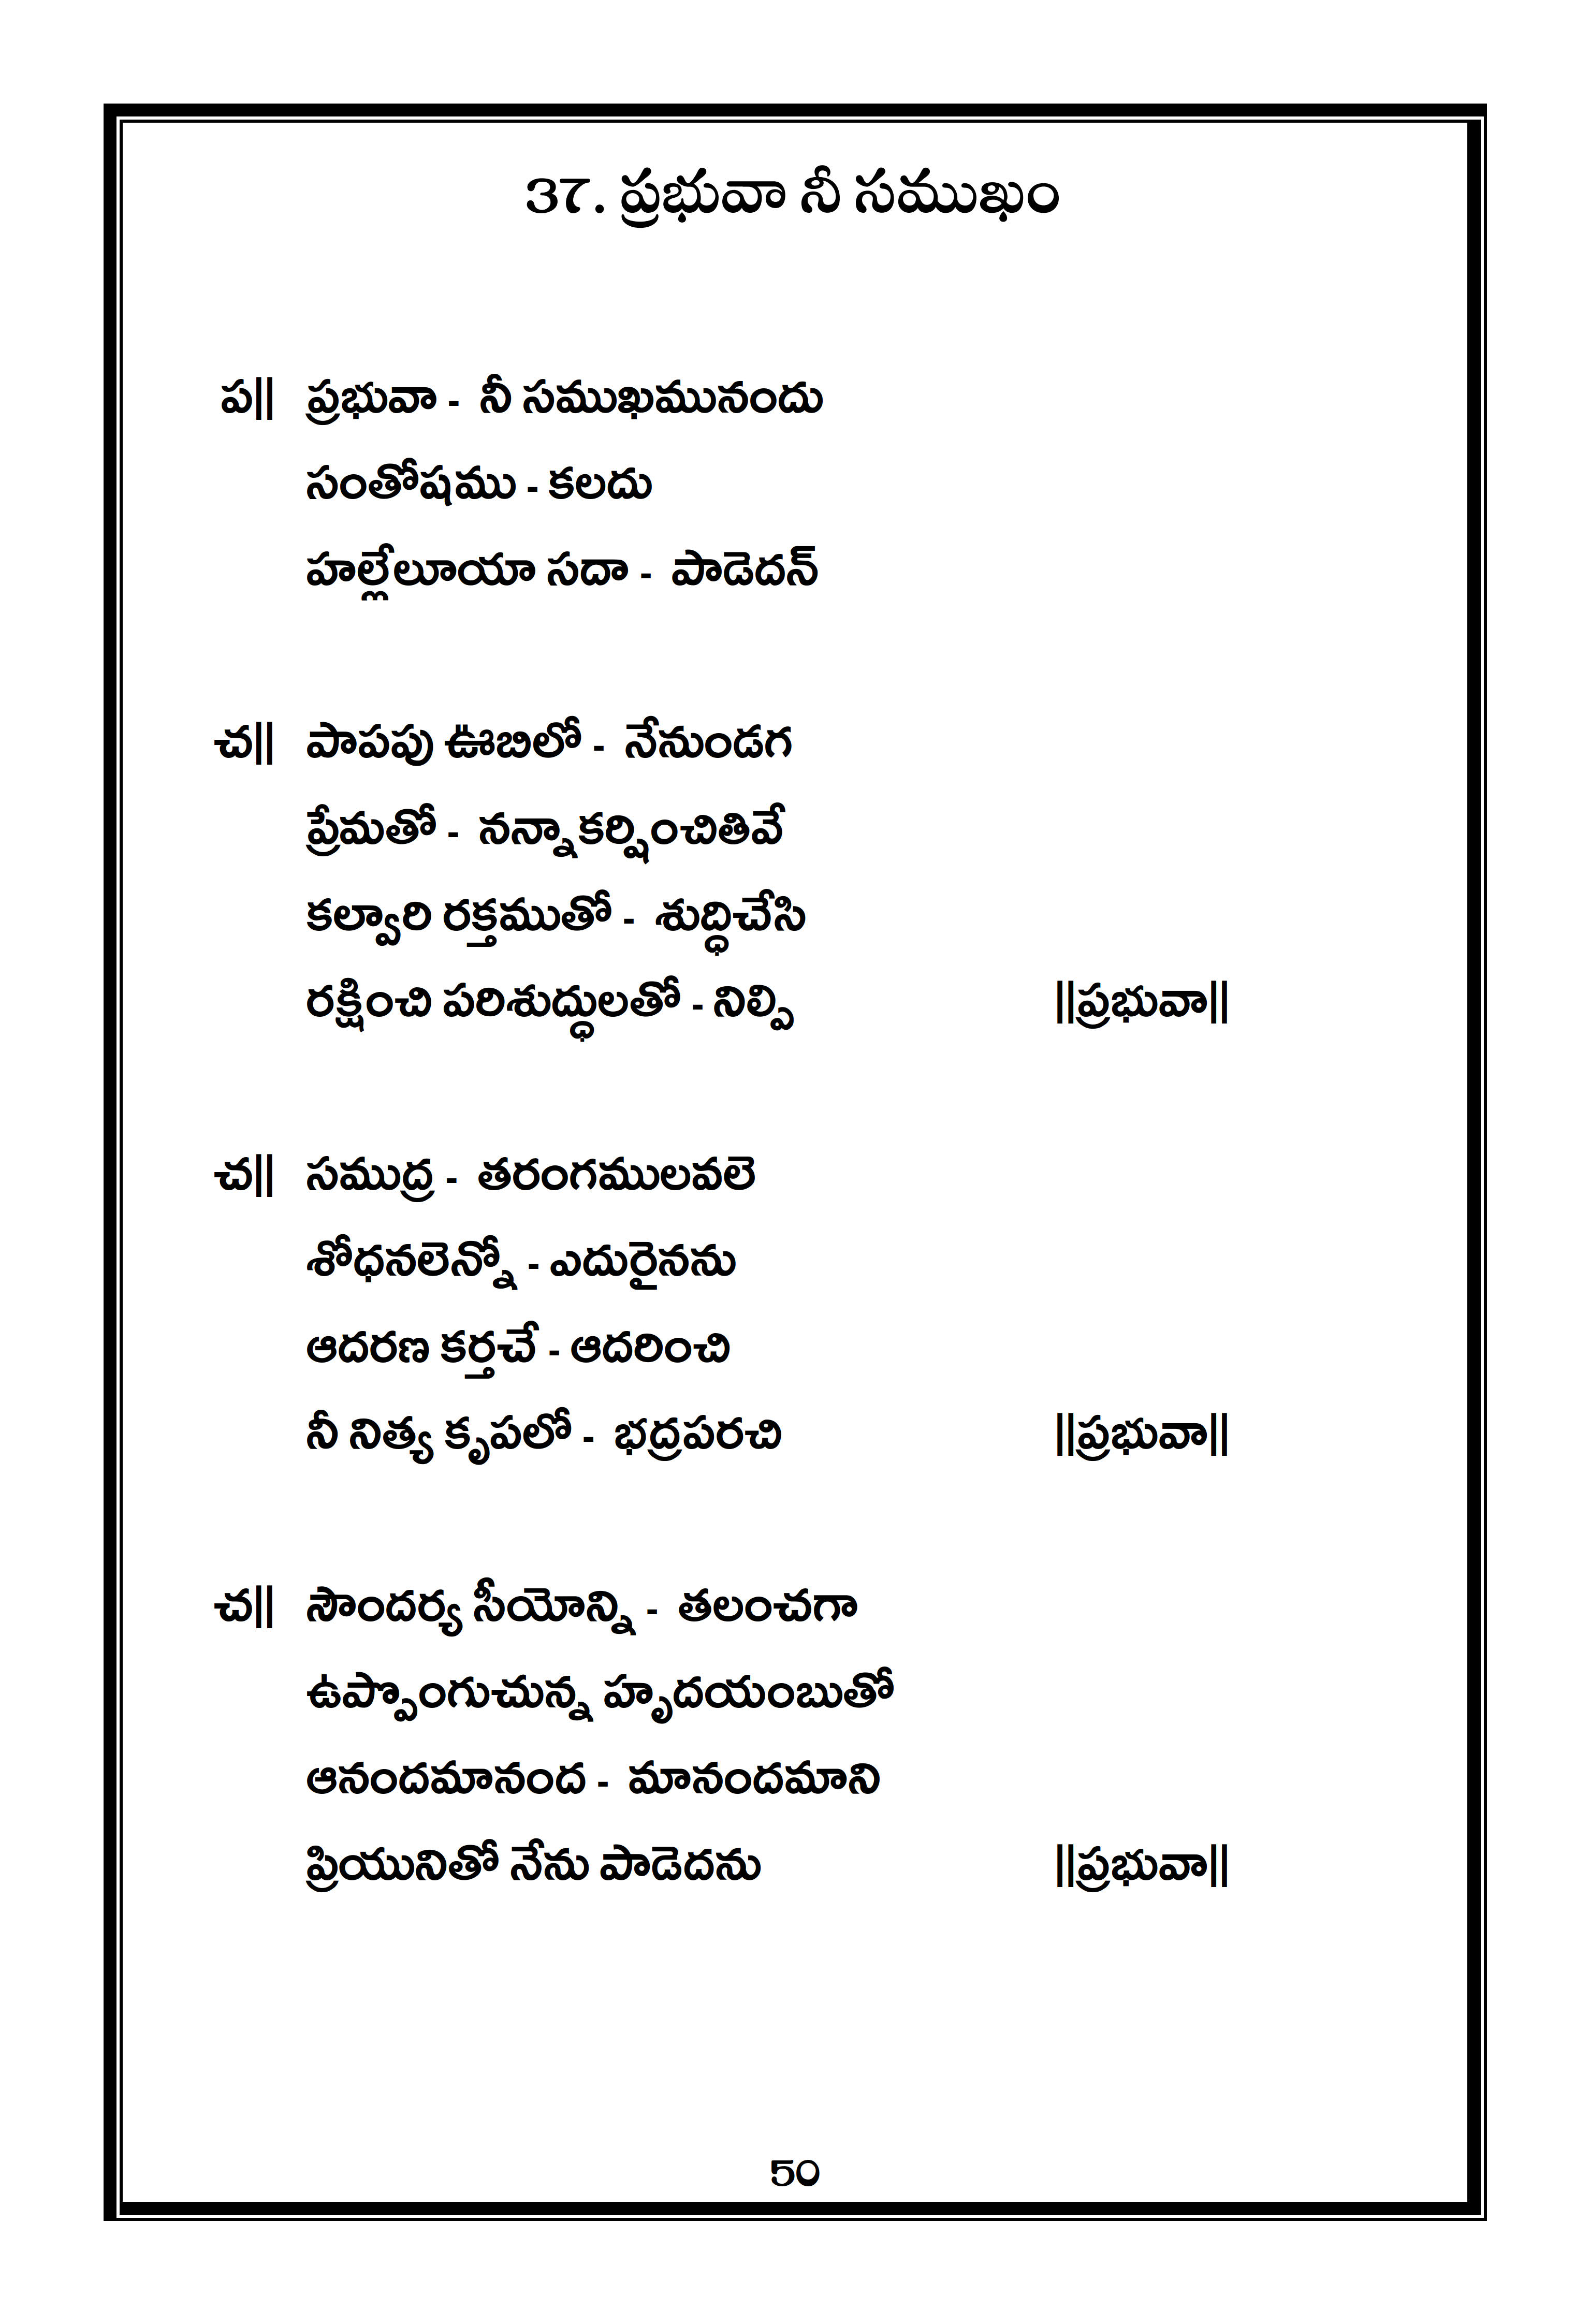 37. ప్రభువా నీ సముఖం
ప|| ప్రభువా - నీ సముఖమునందు
సంతోషము - కలదు
హల్లేలూయా సదా - పాడెదన్
చ|| పాపపు ఊబిలో - నేనుండగ
ప్రేమతో - నన్నాకర్షించితివే
కల్వారి రక్తముతో - శుద్ధిచేసి
రక్షించి పరిశుద్ధులతో - నిల్పి ||ప్రభువా||
చ|| సముద్ర - తరంగములవలె
శోధనలెన్నో - ఎదురైనను
ఆదరణ కర్తచే - ఆదరించి
నీ నిత్య కృపలో - భద్రపరచి ||ప్రభువా||
చ|| సౌందర్య సీయోన్ని - తలంచగా
ఉప్పొంగుచున్న హృదయంబుతో
ఆనందమానంద - మానందమాని
ప్రియునితో నేను పాడెదను ||ప్రభువా||
50